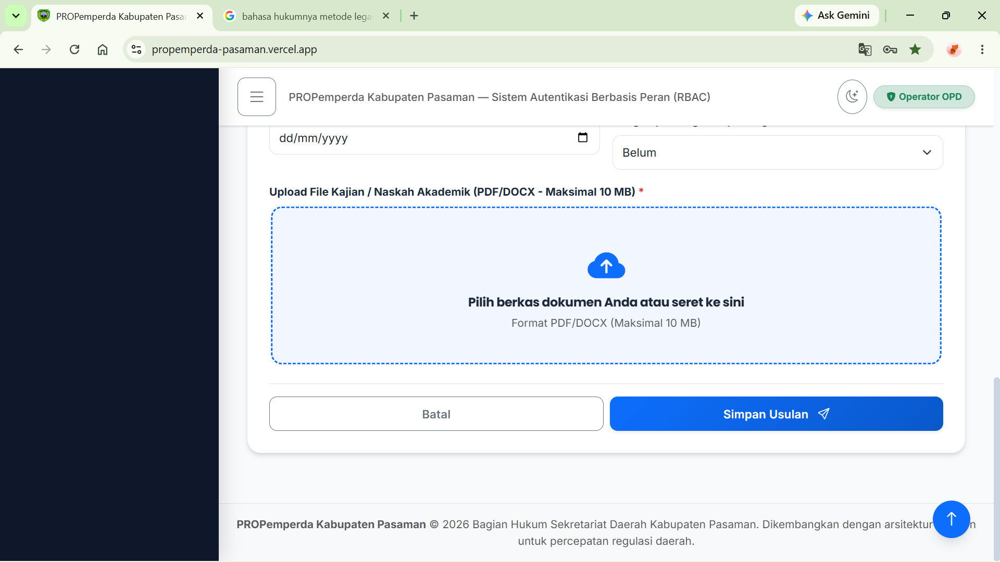 PROPemperda Kabupaten Pasa
bahasa hukumnya metode lega
Ask Gemini
propemperda-pasaman.vercel.app
PROPemperda Kabupaten Pasaman — Sistem Autentikasi Berbasis Peran (RBAC)
Operator OPD
dd/mm/yyyy
Belum
Upload File Kajian / Naskah Akademik (PDF/DOCX - Maksimal 10 MB) *
Pilih berkas dokumen Anda atau seret ke sini
Format PDF/DOCX (Maksimal 10 MB)
Batal
Simpan Usulan
PROPemperda Kabupaten Pasaman © 2026 Bagian Hukum Sekretariat Daerah Kabupaten Pasaman. Dikembangkan dengan arsitektur
untuk percepatan regulasi daerah.